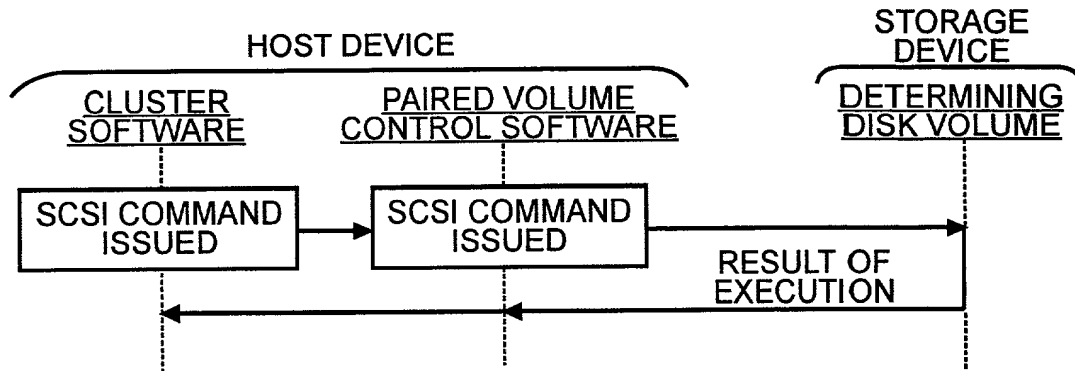 HOST DEVICE
STORAGE
DEVICE
CLUSTER
SOFTWARE
PAIRED VOLUME
CONTROL SOFTWARE
DETERMINING
DISK VOLUME
SCSI COMMAND
ISSUED
SCSI COMMAND
ISSUED
RESULT OF
EXECUTION